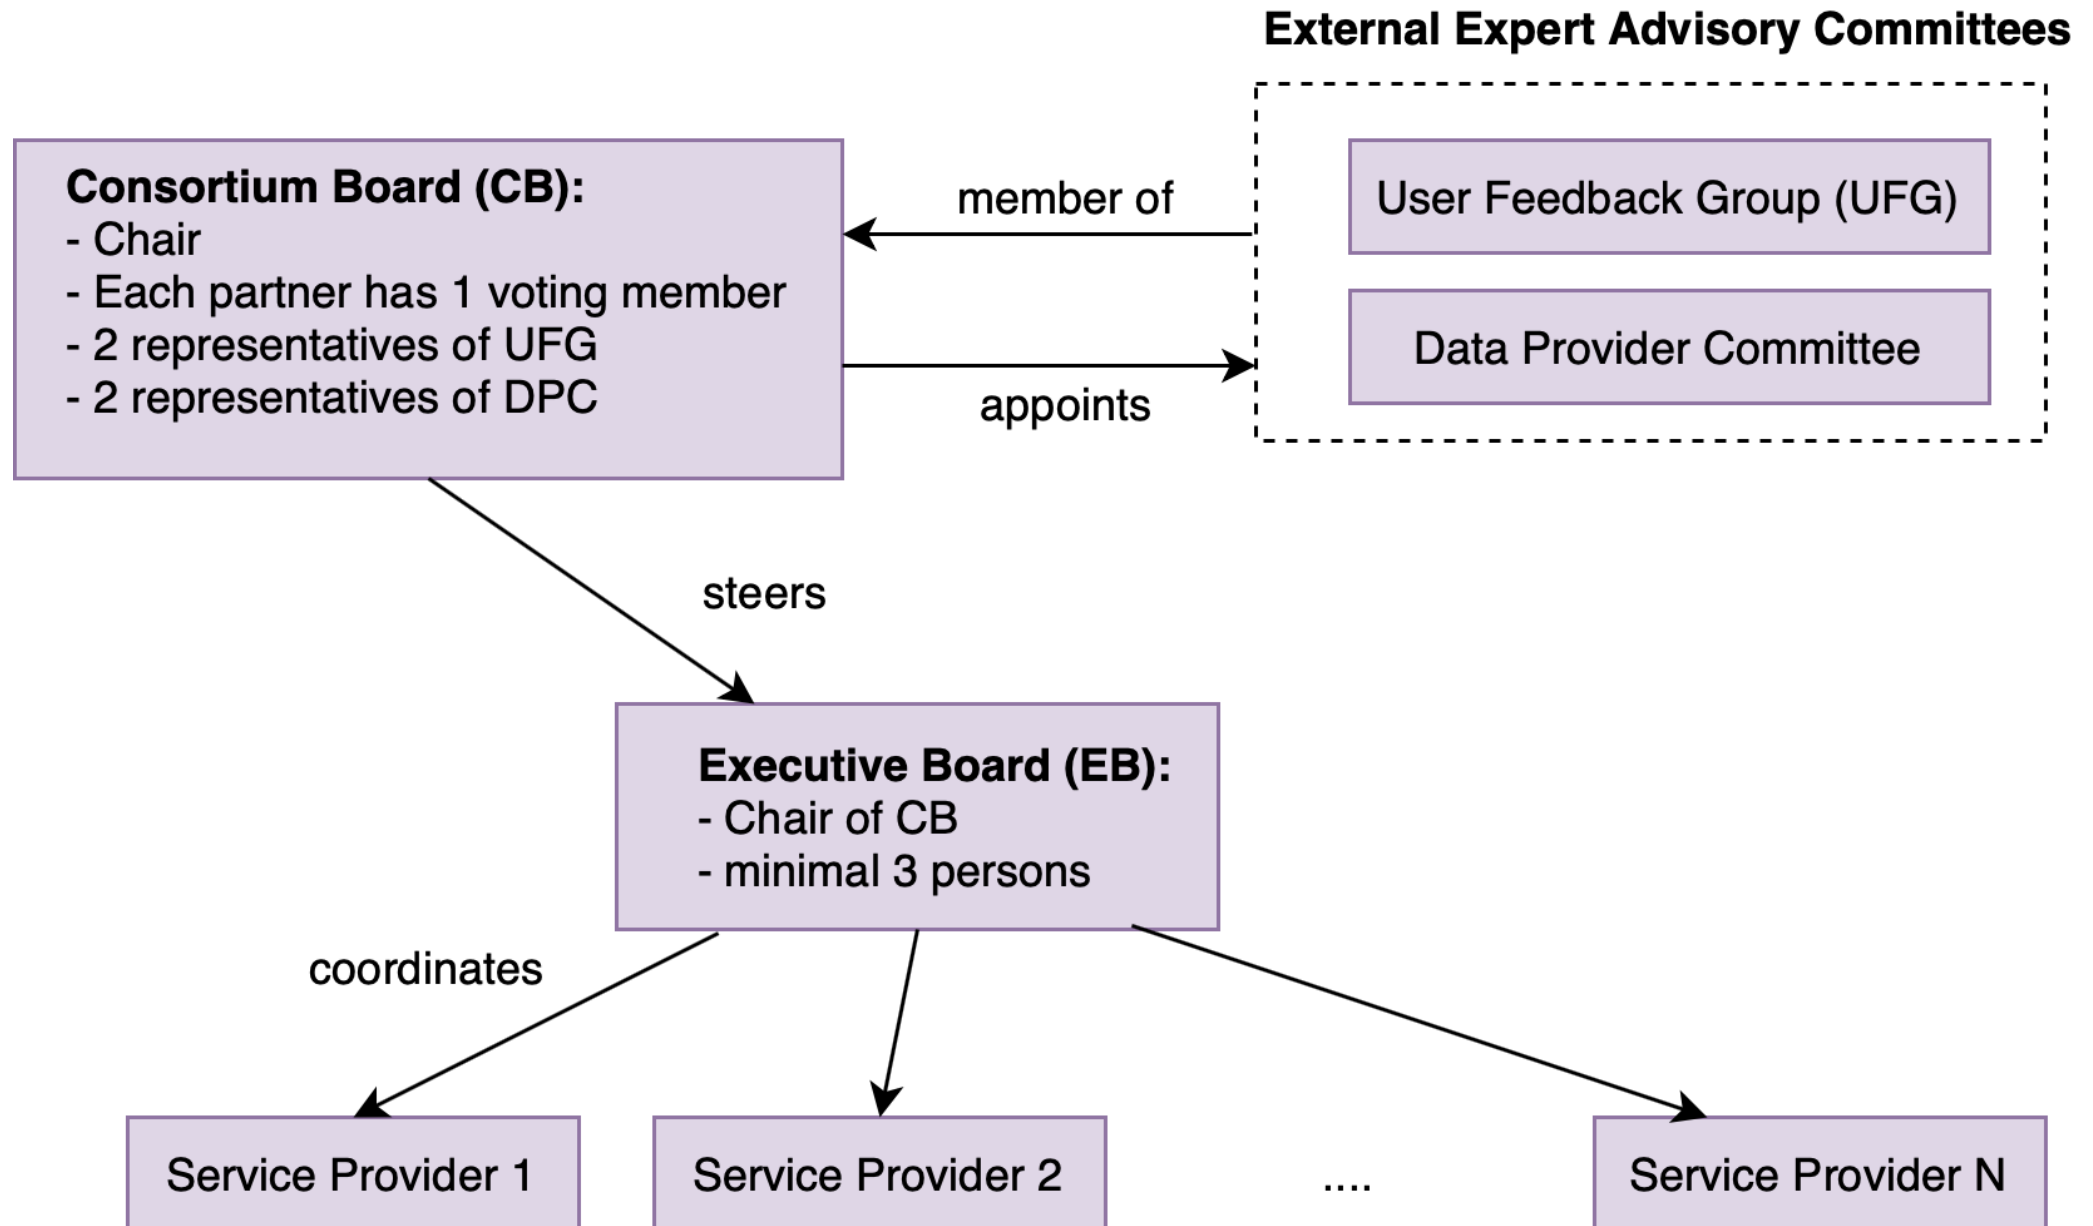 External Expert Advisory Committees
Consortium Board (CB):
- Chair
- Each partner has 1 voting member
- 2 representatives of UFG
- 2 representatives of DPC
member of
appoints
User Feedback Group (UFG)
Data Provider Committee
steers
Executive Board (EB):
- Chair of CB
- minimal 3 persons
coordinates
Service Provider 1
Service Provider 2
....
Service Provider N